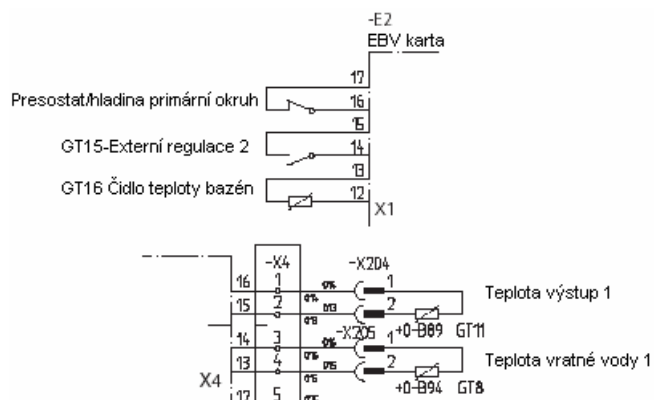 -E2
EBV karta
17
Presostat/hladina primární okruh
16
15
GT15-Externí regulace 2
14
13
GT16 Čidlo teploty bazén
12
X1
-X4
-X204
16 1 1
Teplota výstup 1
15 2 2
-X205
+0-B89 GT11
14 3 1
Teplota vratné vody 1
13 4 2
X4
+0-B94 GT8
5